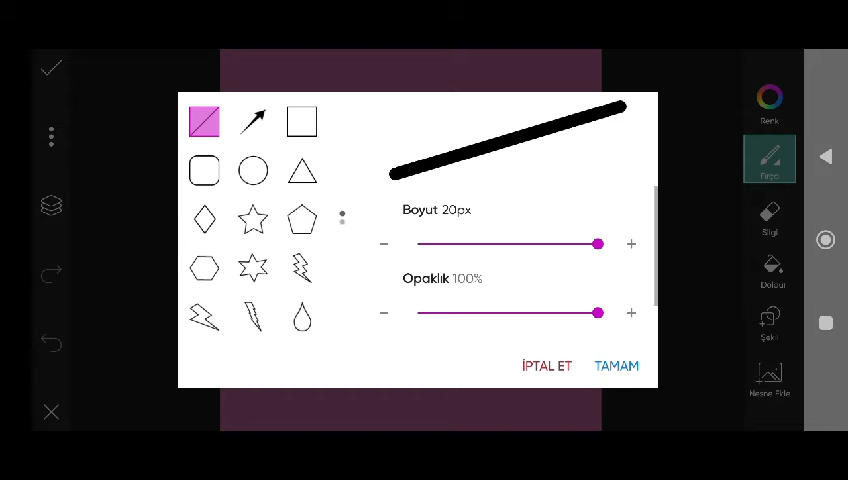 Renk
Fırça
Boyut 20px
Silgi
Opaklık 100%
Doldur
Şekil
İPTAL ET
TAMAM
Nesne Ekle